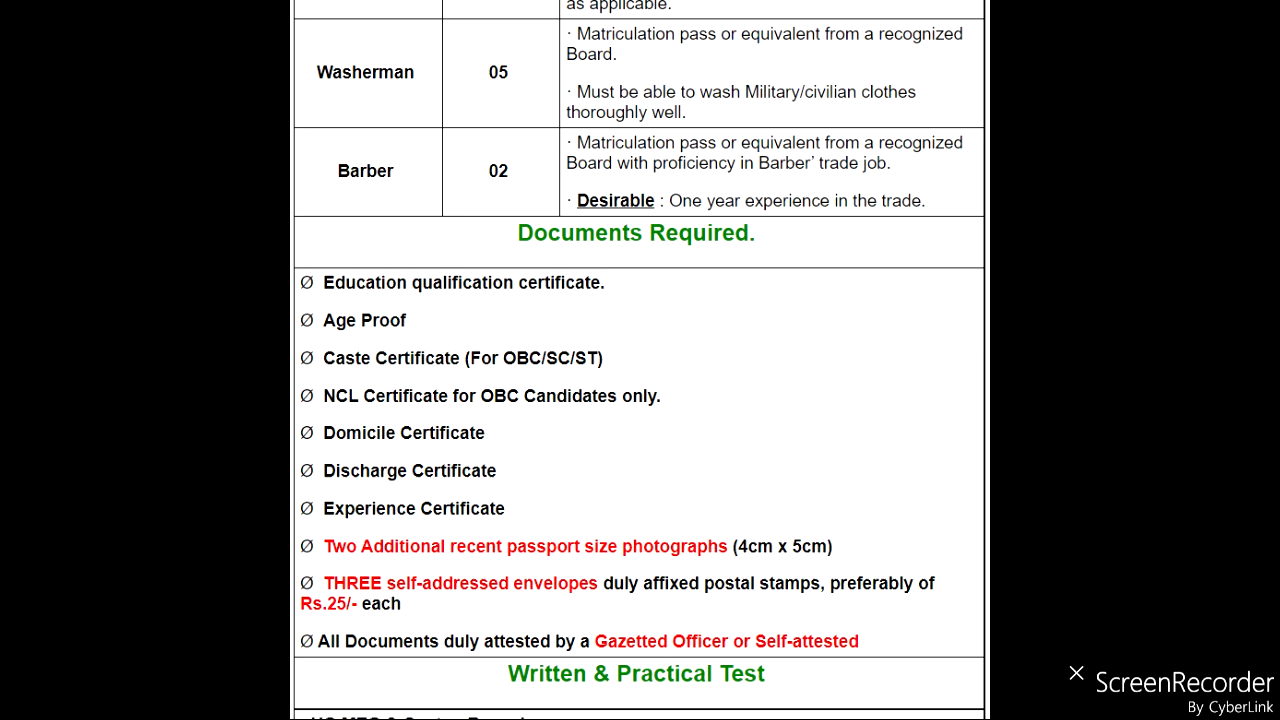 as applicable.
Washerman
05
· Matriculation pass or equivalent from a recognized
Board.
· Must be able to wash Military/civilian clothes
thoroughly well.
Barber
02
· Matriculation pass or equivalent from a recognized
Board with proficiency in Barber’ trade job.
· Desirable : One year experience in the trade.
Documents Required.
Ø Education qualification certificate.
Ø Age Proof
Ø Caste Certificate (For OBC/SC/ST)
Ø NCL Certificate for OBC Candidates only.
Ø Domicile Certificate
Ø Discharge Certificate
Ø Experience Certificate
Ø Two Additional recent passport size photographs (4cm x 5cm)
Ø THREE self-addressed envelopes duly affixed postal stamps, preferably of
Rs.25/- each
Ø All Documents duly attested by a Gazetted Officer or Self-attested
Written & Practical Test
ScreenRecorder
By CyberLink